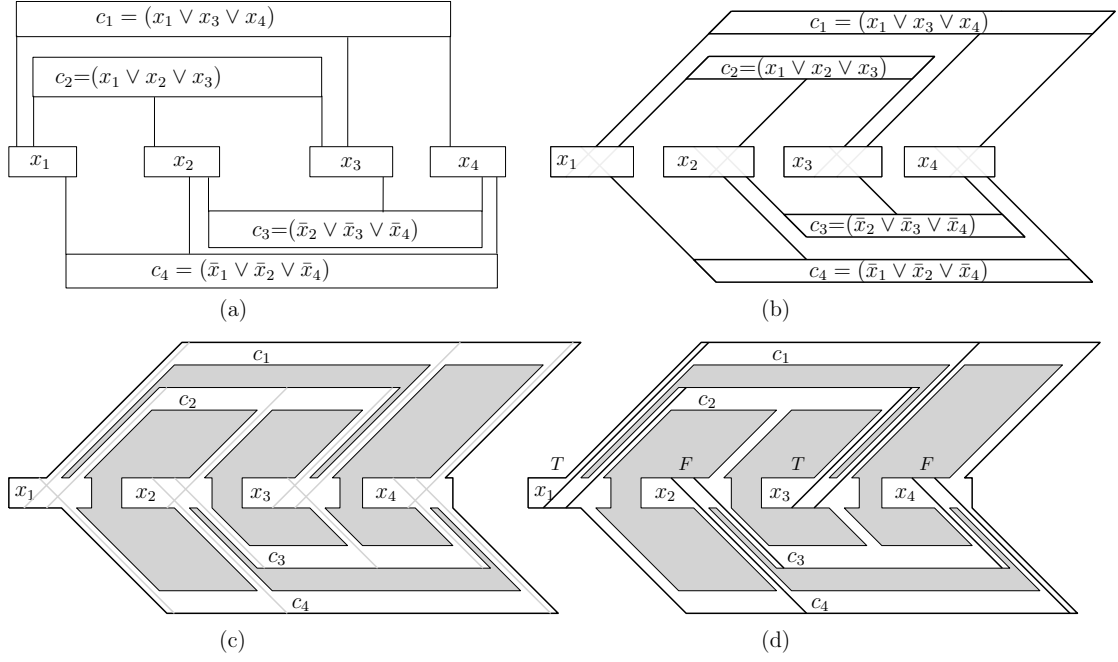 c₁ = (x₁ ∨ x₃ ∨ x₄)
c₂=(x₁ ∨ x₂ ∨ x₃)
x₁ x₂ x₃ x₄
c₃=(x̄₂ ∨ x̄₃ ∨ x̄₄)
c₄ = (x̄₁ ∨ x̄₂ ∨ x̄₄)
(a)
c₁ = (x₁ ∨ x₃ ∨ x₄)
c₂=(x₁ ∨ x₂ ∨ x₃)
x₁ x₂ x₃ x₄
c₃=(x̄₂ ∨ x̄₃ ∨ x̄₄)
c₄ = (x̄₁ ∨ x̄₂ ∨ x̄₄)
(b)
c₁
c₂
x₁ x₂ x₃ x₄
c₃
c₄
(c)
c₁
c₂
T F T F
x₁ x₂ x₃ x₄
c₃
c₄
(d)